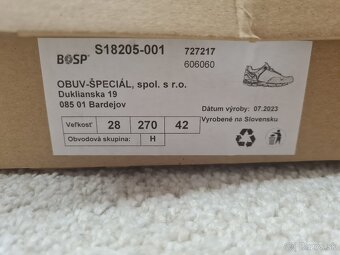 BOSP®
S18205-001
727217
606060
OBUV-ŠPECIÁL, spol. s r.o.
Duklianska 19
085 01 Bardejov
Dátum výroby: 07.2023
Veľkosť 28 270 42
Vyrobené na Slovensku
Obvodová skupina: H